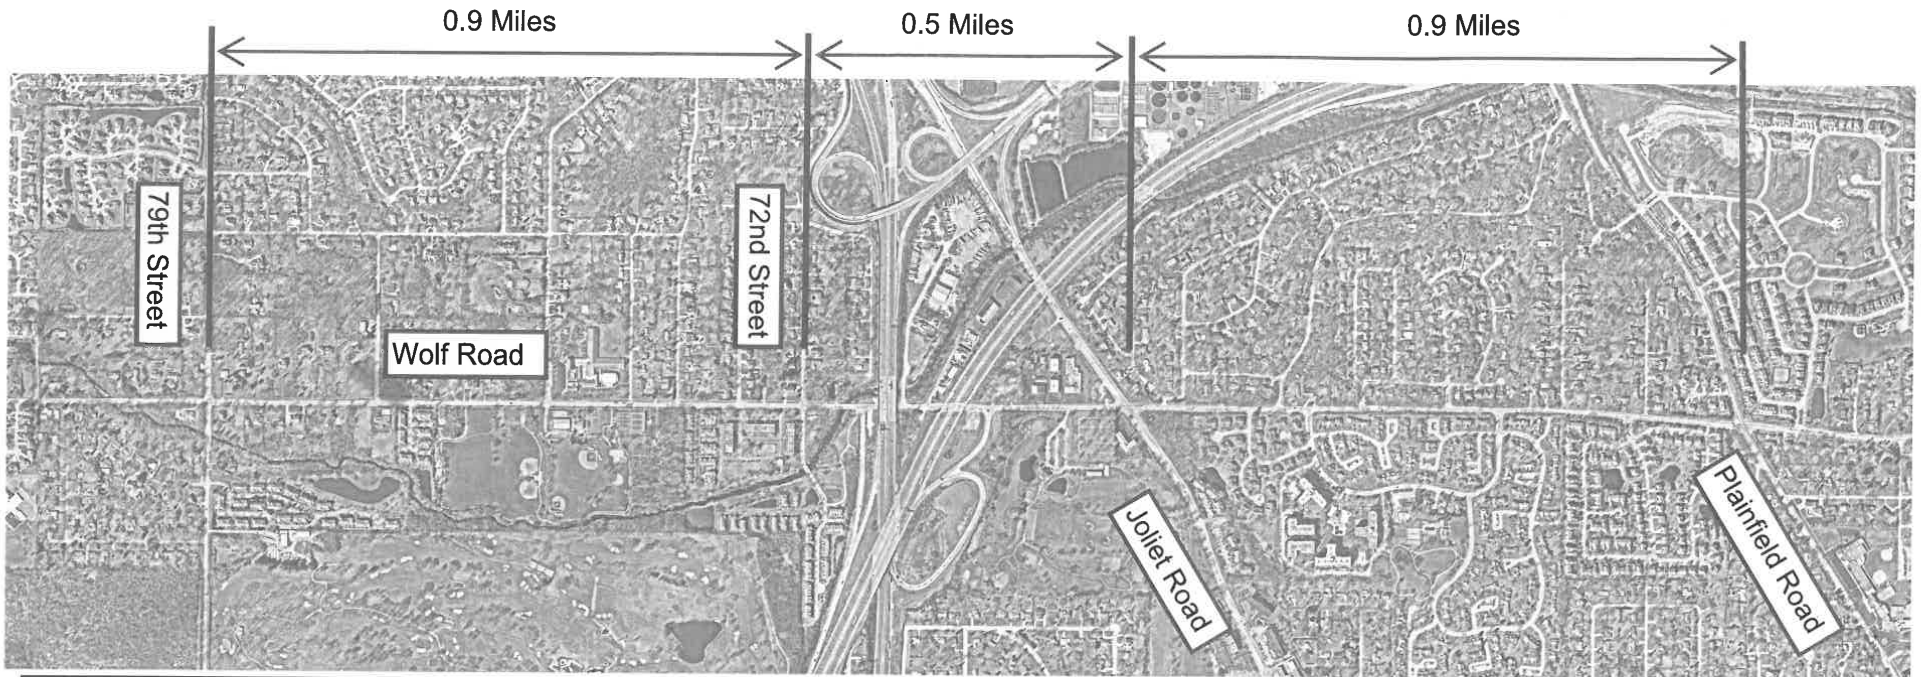 0.9 Miles
0.5 Miles
0.9 Miles
79th Street
72nd Street
Wolf Road
Joliet Road
Plainfield Road